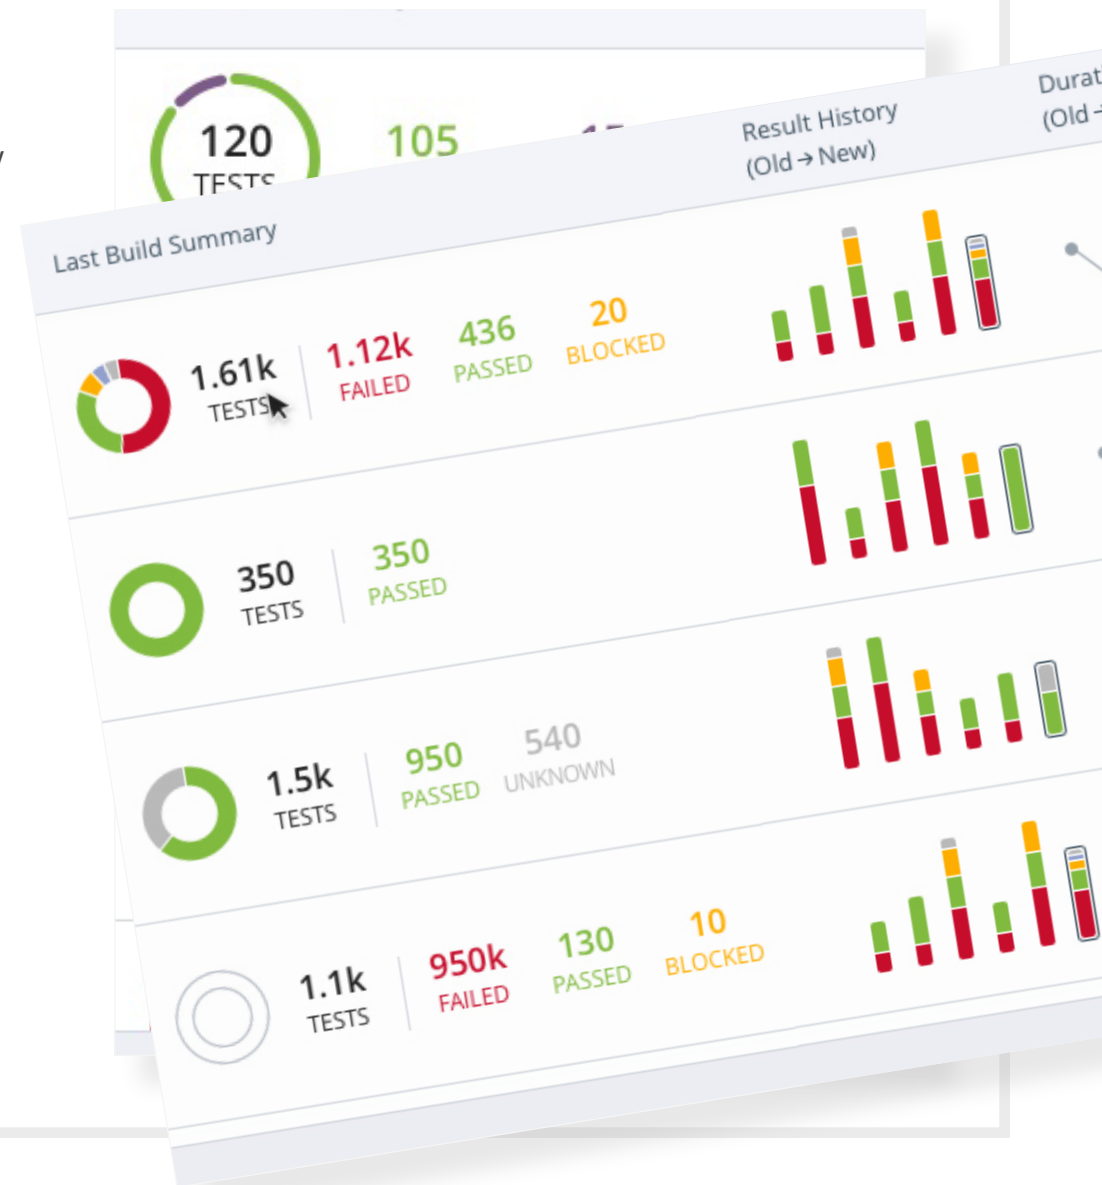 120
TESTS
105
Result History
(Old → New)
(Old
Last Build Summary
1.61k
TESTS
1.12k
FAILED
436
PASSED
20
BLOCKED
350
TESTS
350
PASSED
1.5k
TESTS
950
PASSED
540
UNKNOWN
1.1k
TESTS
950k
FAILED
130
PASSED
10
BLOCKED